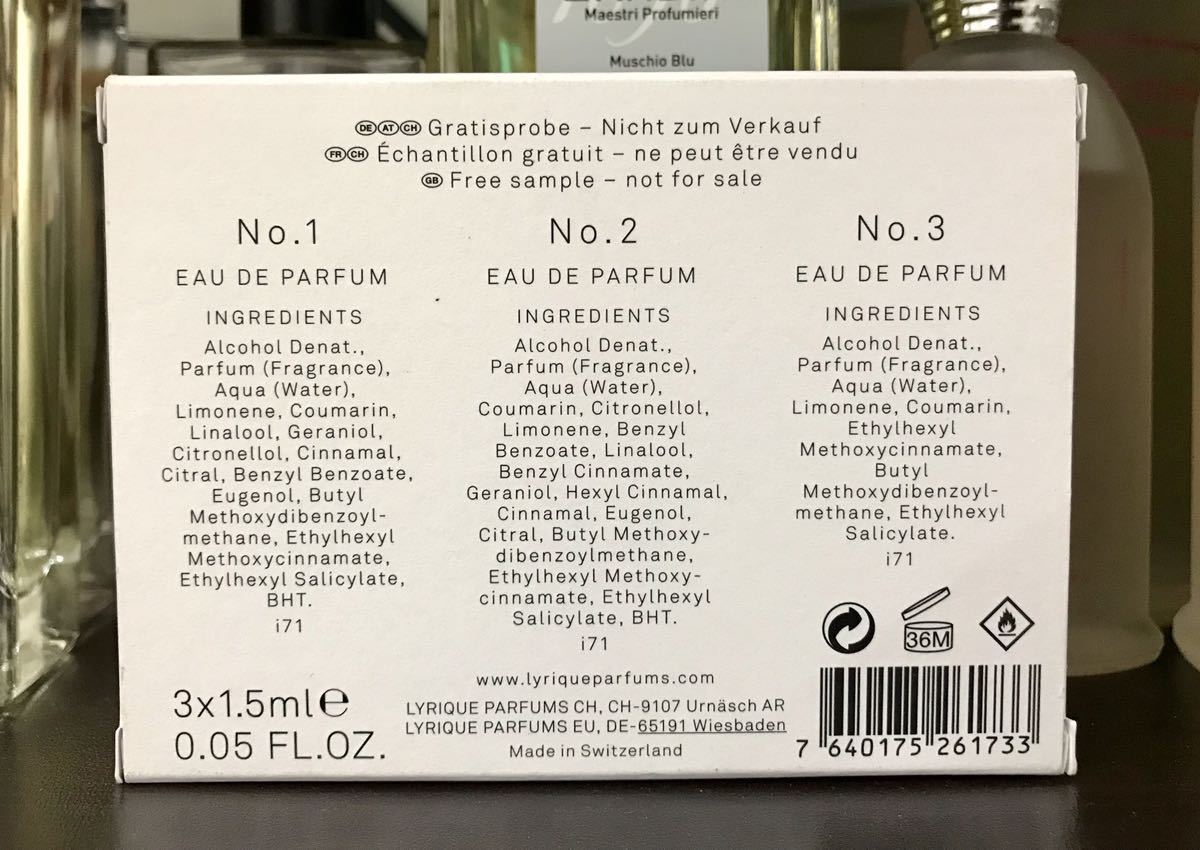 Maestri Profumieri
Muschio Blu
DE AT CH Gratisprobe – Nicht zum Verkauf
FR CH Échantillon gratuit – ne peut être vendu
GB Free sample – not for sale
No.1
EAU DE PARFUM
INGREDIENTS
Alcohol Denat.,
Parfum (Fragrance),
Aqua (Water),
Limonene, Coumarin,
Linalool, Geraniol,
Citronellol, Cinnamal,
Citral, Benzyl Benzoate,
Eugenol, Butyl
Methoxydibenzoyl-
methane, Ethylhexyl
Methoxycinnamate,
Ethylhexyl Salicylate,
BHT.
i71
No.2
EAU DE PARFUM
INGREDIENTS
Alcohol Denat.,
Parfum (Fragrance),
Aqua (Water),
Coumarin, Citronellol,
Limonene, Benzyl
Benzoate, Linalool,
Benzyl Cinnamate,
Geraniol, Hexyl Cinnamal,
Cinnamal, Eugenol,
Citral, Butyl Methoxy-
dibenzoylmethane,
Ethylhexyl Methoxy-
cinnamate, Ethylhexyl
Salicylate, BHT.
i71
No.3
EAU DE PARFUM
INGREDIENTS
Alcohol Denat.,
Parfum (Fragrance),
Aqua (Water),
Limonene, Coumarin,
Ethylhexyl
Methoxycinnamate,
Butyl
Methoxydibenzoyl-
methane, Ethylhexyl
Salicylate.
i71
36M
3x1.5ml e
0.05 FL.OZ.
www.lyriqueparfums.com
LYRIQUE PARFUMS CH, CH-9107 Urnäsch AR
LYRIQUE PARFUMS EU, DE-65191 Wiesbaden
Made in Switzerland
7 640175 261733